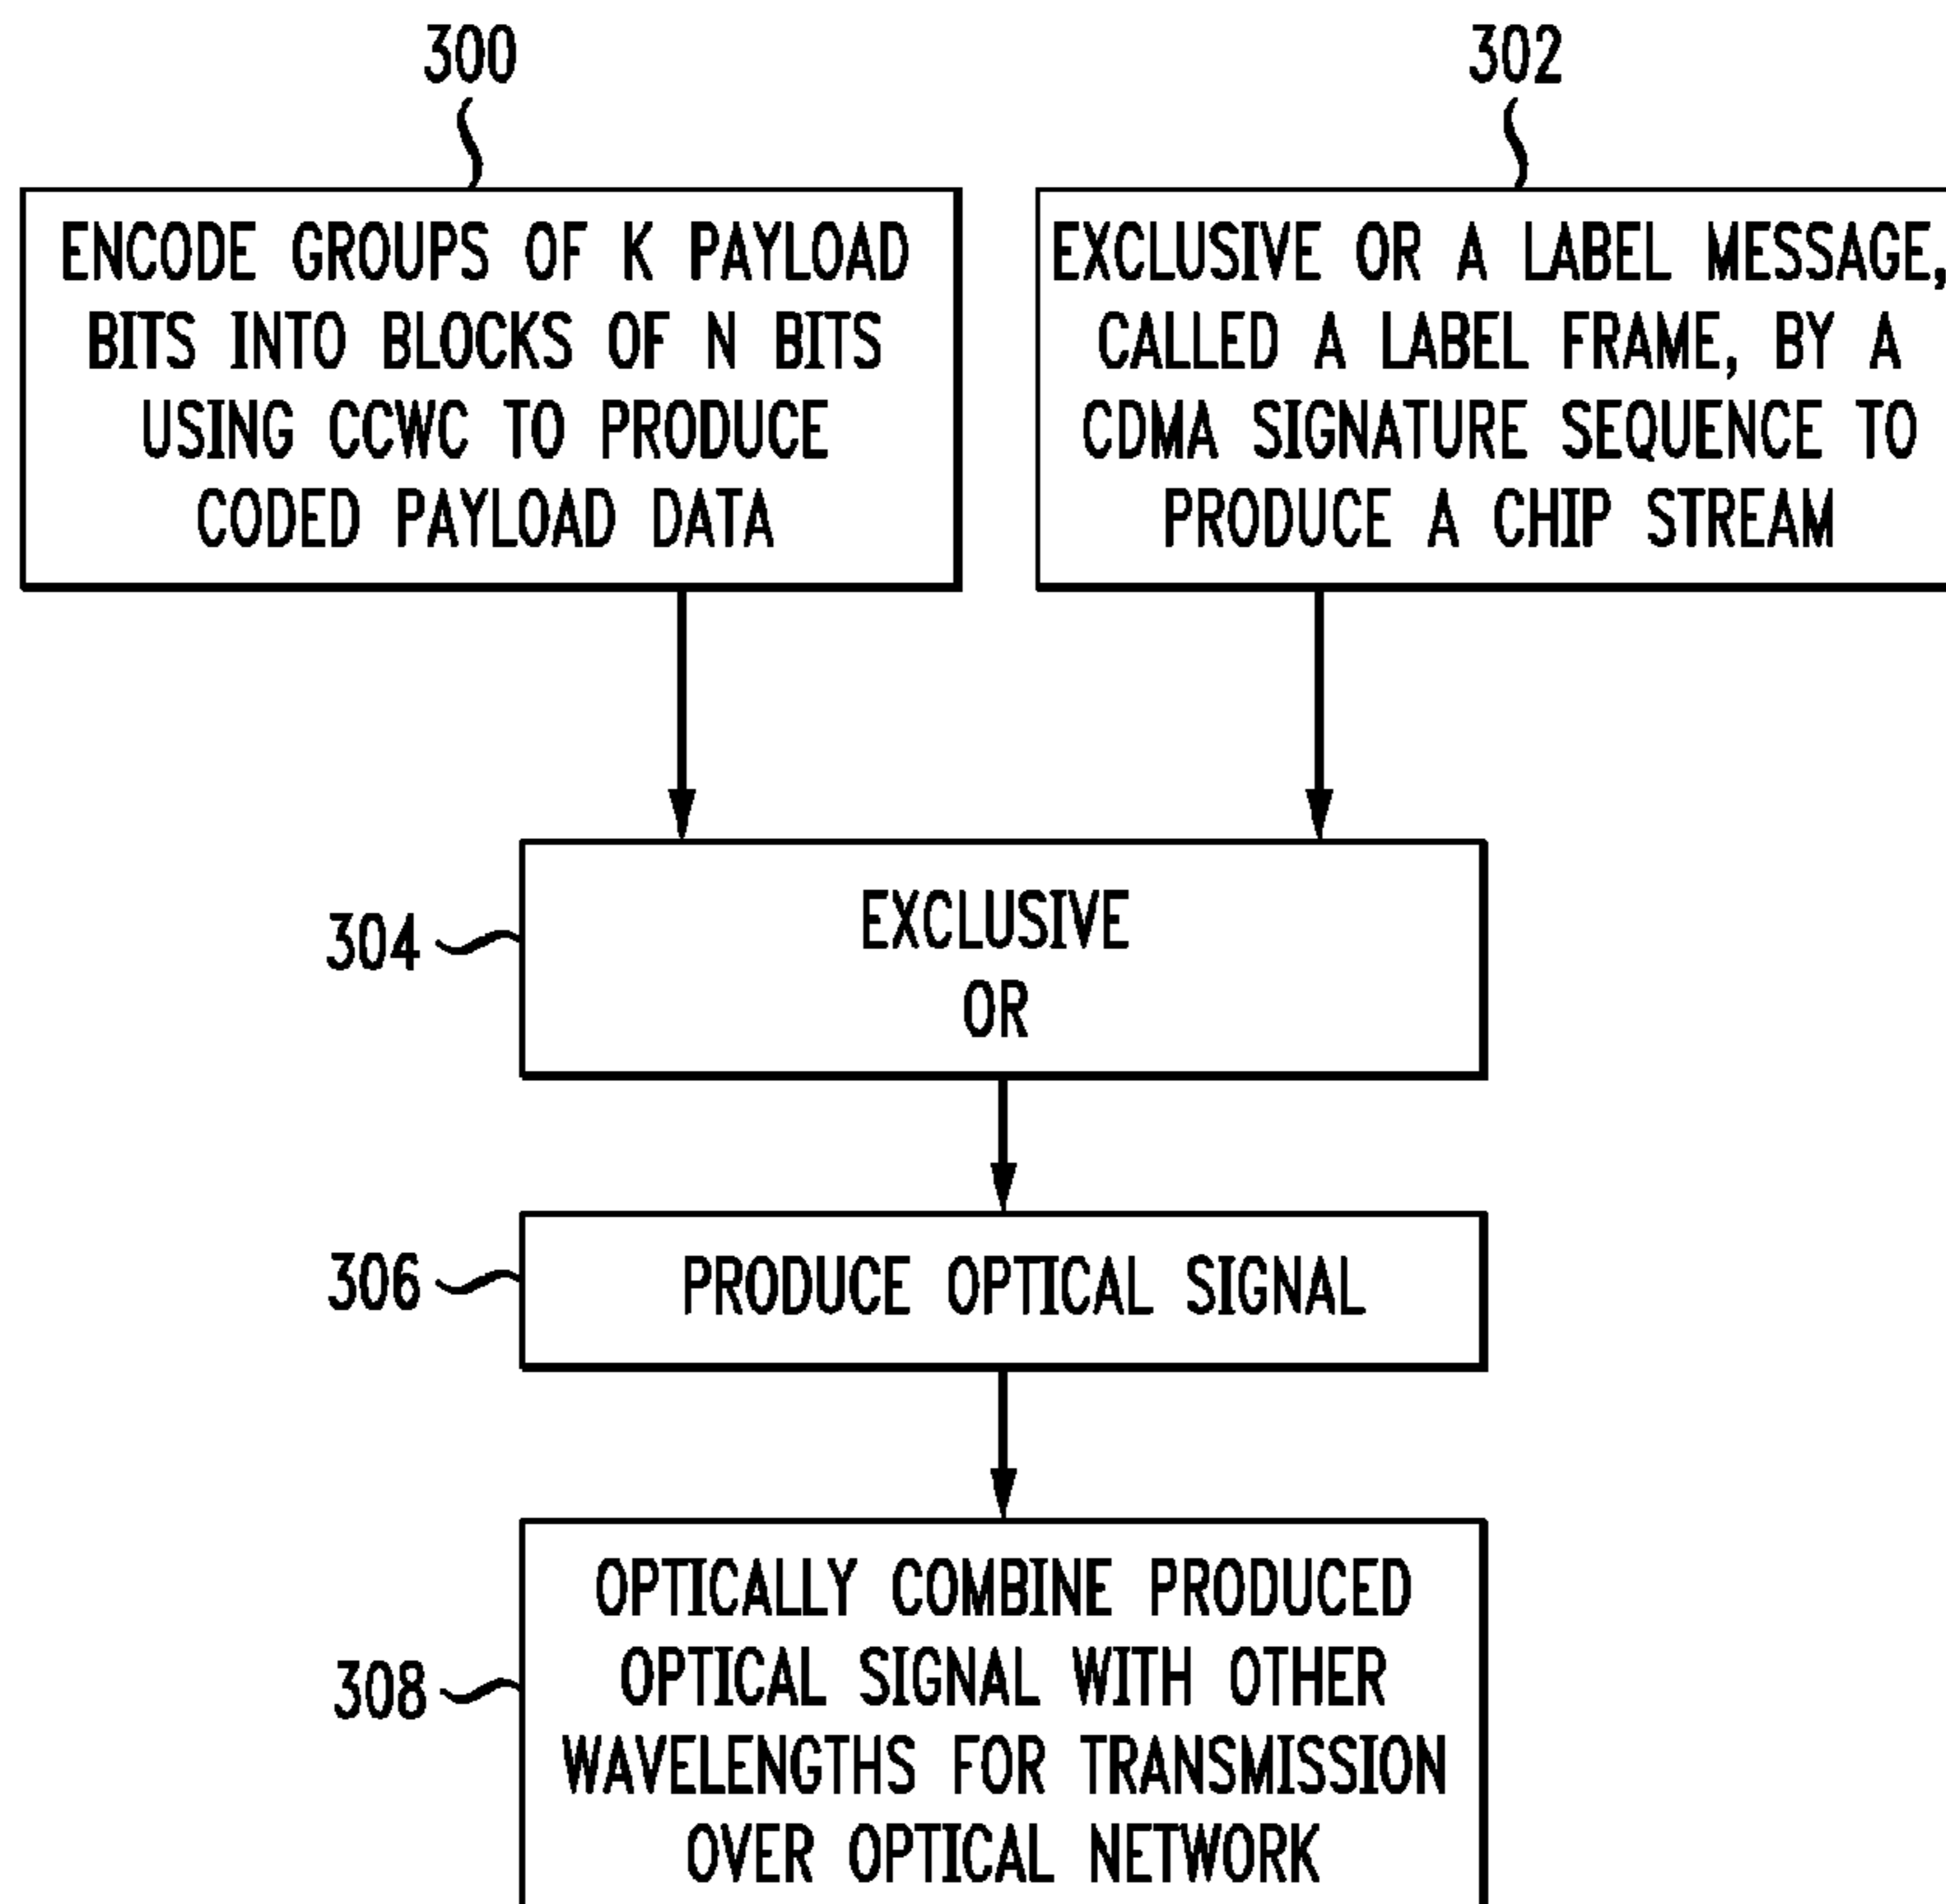 300
ENCODE GROUPS OF K PAYLOAD
BITS INTO BLOCKS OF N BITS
USING CCWC TO PRODUCE
CODED PAYLOAD DATA
302
EXCLUSIVE OR A LABEL MESSAGE,
CALLED A LABEL FRAME, BY A
CDMA SIGNATURE SEQUENCE TO
PRODUCE A CHIP STREAM
304
EXCLUSIVE
OR
306
PRODUCE OPTICAL SIGNAL
308
OPTICALLY COMBINE PRODUCED
OPTICAL SIGNAL WITH OTHER
WAVELENGTHS FOR TRANSMISSION
OVER OPTICAL NETWORK